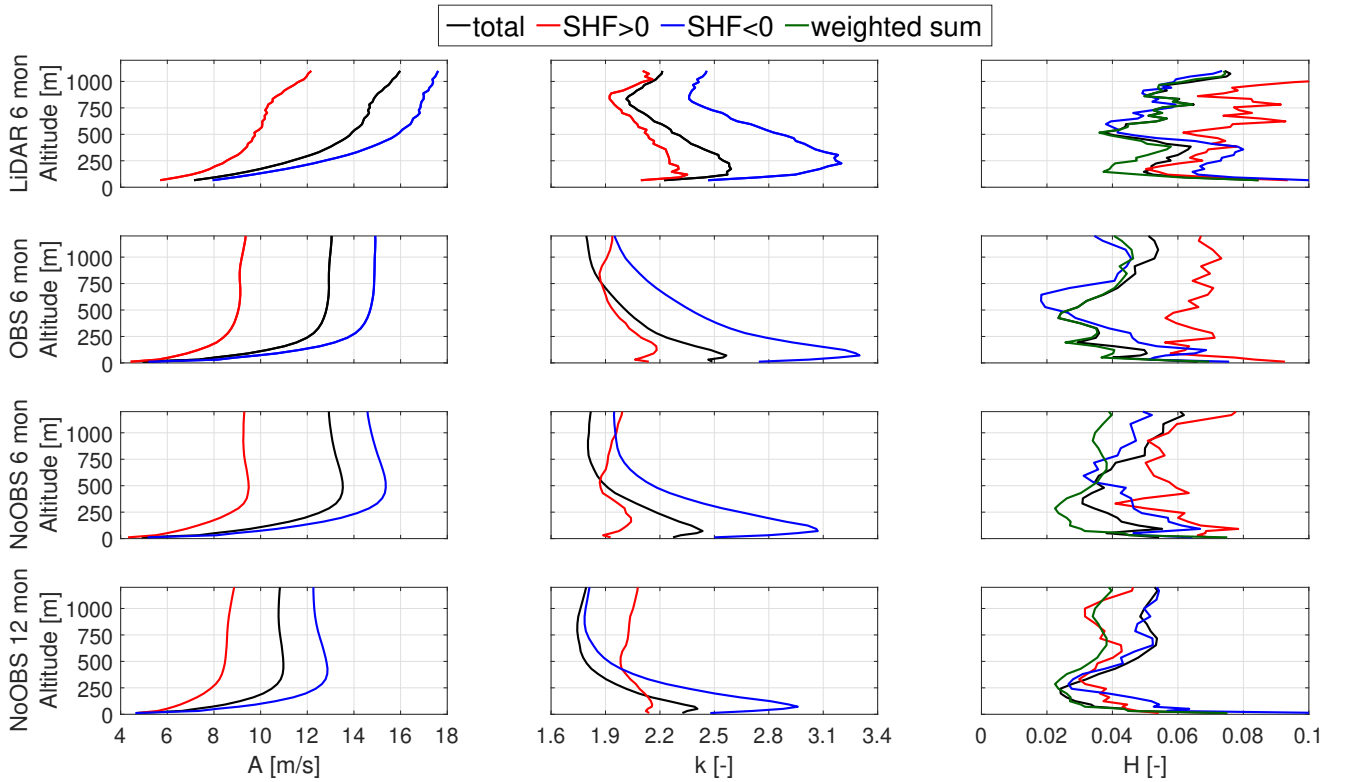 total SHF>0 SHF<0 weighted sum
LiDAR 6 mon
Altitude [m]
1000
750
500
250
0
OBS 6 mon
Altitude [m]
1000
750
500
250
0
NoOBS 6 mon
Altitude [m]
1000
750
500
250
0
NoOBS 12 mon
Altitude [m]
1000
750
500
250
0
4 6 8 10 12 14 16 18
A [m/s]
1.6 1.9 2.2 2.5 2.8 3.1 3.4
k [-]
0 0.02 0.04 0.06 0.08 0.1
H [-]